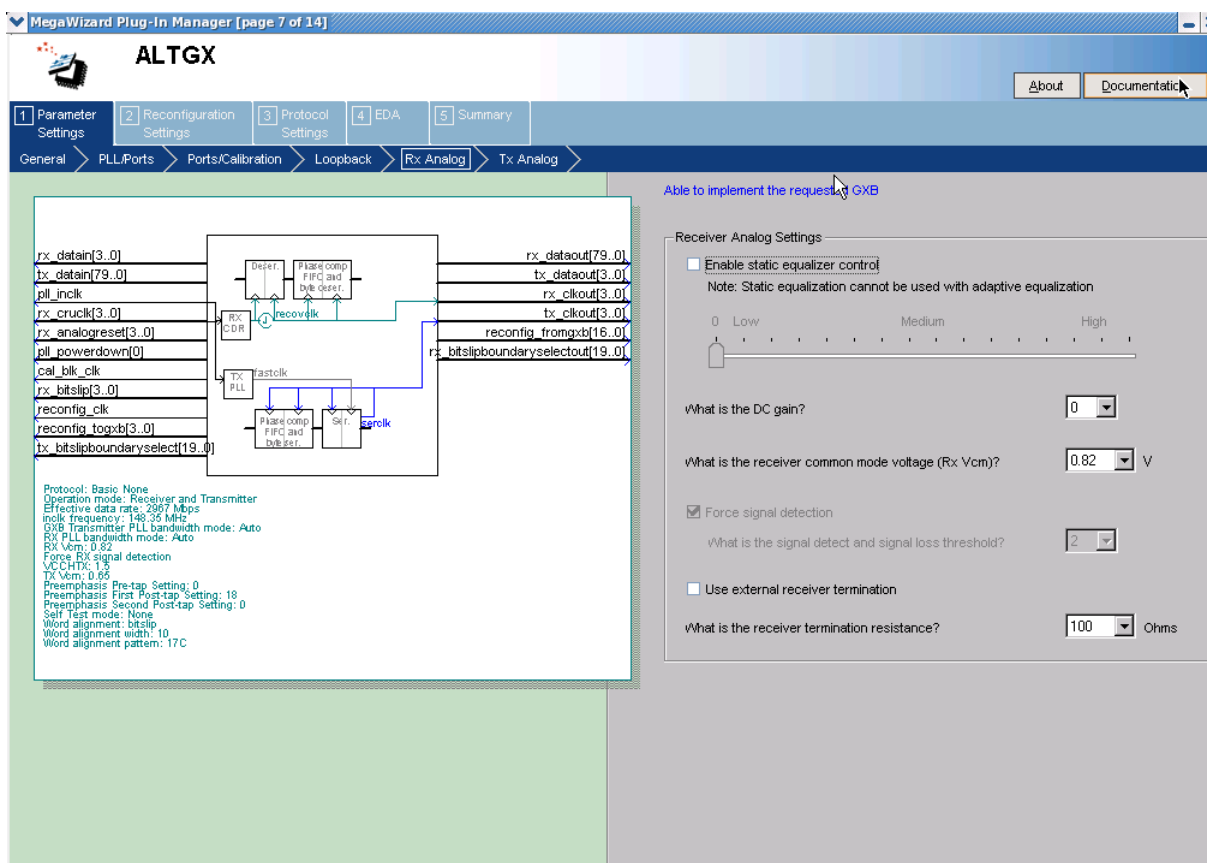 MegaWizard Plug-In Manager [page 7 of 14]
ALTGX
About
Documentatic
1 Parameter Settings
2 Reconfiguration Settings
3 Protocol Settings
4 EDA
5 Summary
General
PLL/Ports
Ports/Calibration
Loopback
Rx Analog
Tx Analog
rx_datain[3..0]
tx_datain[79..0]
pll_inclk
rx_cruclk[3..0]
rx_analogreset[3..0]
pll_powerdown[0]
cal_blk_clk
rx_bitslip[3..0]
reconfig_clk
reconfig_togxb[3..0]
tx_bitslipboundaryselect[19..0]
Deser.
Phase comp
FIFO and
byte deser.
RX
CDR
recovclk
TX
PLL
fastclk
Phase comp
FIFO and
byte ser.
Ser.
serclk
rx_dataout[79..0]
tx_dataout[3..0]
rx_clkout[3..0]
tx_clkout[3..0]
reconfig_fromgxb[16..0]
rx_bitslipboundaryselectout[19..0]
Protocol: Basic None
Operation mode: Receiver and Transmitter
Effective data rate: 2967 Mbps
inclk frequency: 148.35 MHz
GXB Transmitter PLL bandwidth mode: Auto
RX PLL bandwidth mode: Auto
RX Vcm: 0.82
Force RX signal detection
VCCHTX: 1.5
TX Vcm: 0.65
Preemphasis Pre-tap Setting: 0
Preemphasis First Post-tap Setting: 18
Preemphasis Second Post-tap Setting: 0
Self Test mode: None
Word alignment: bitslip
Word alignment width: 10
Word alignment pattern: 17C
Able to implement the requested GXB
Receiver Analog Settings
Enable static equalizer control
Note: Static equalization cannot be used with adaptive equalization
0 Low Medium High
What is the DC gain? 0
What is the receiver common mode voltage (Rx Vcm)? 0.82 V
Force signal detection
What is the signal detect and signal loss threshold? 2
Use external receiver termination
What is the receiver termination resistance? 100 Ohms